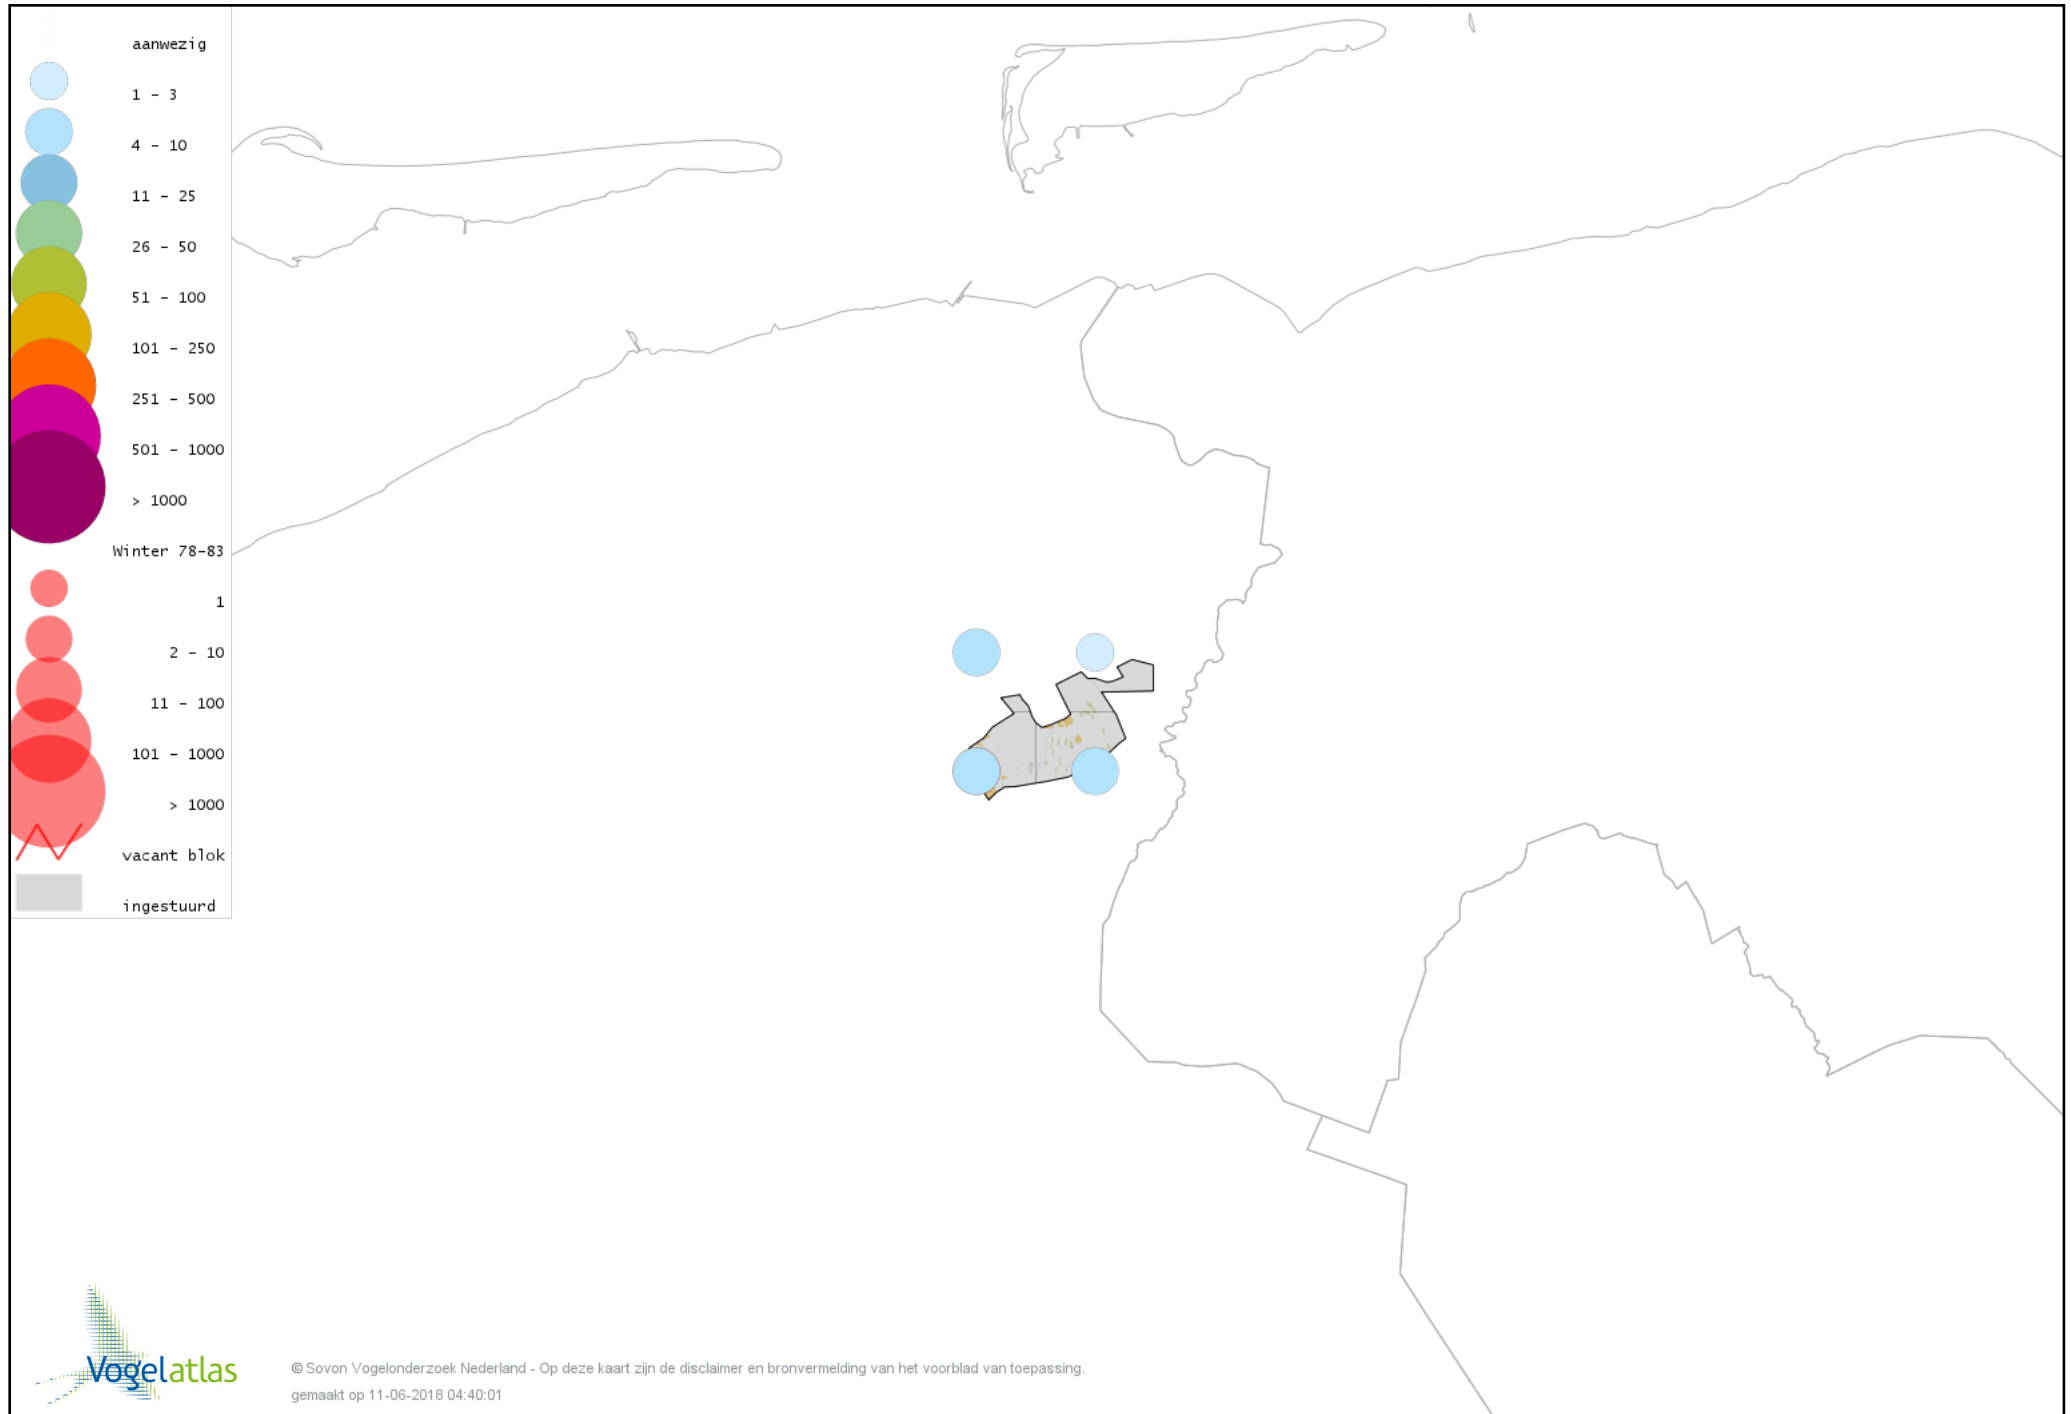 aanwezig
1 - 3
4 - 10
11 - 25
26 - 50
51 - 100
101 - 250
251 - 500
501 - 1000
> 1000
Winter 78-83
1
2 - 10
11 - 100
101 - 1000
> 1000
vacant blok
ingestuurd
Vogelatlas
© Sovon Vogelonderzoek Nederland - Op deze kaart zijn de disclaimer en bronvermelding van het voorblad van toepassing.
gemaakt op 11-06-2018 04:40:01